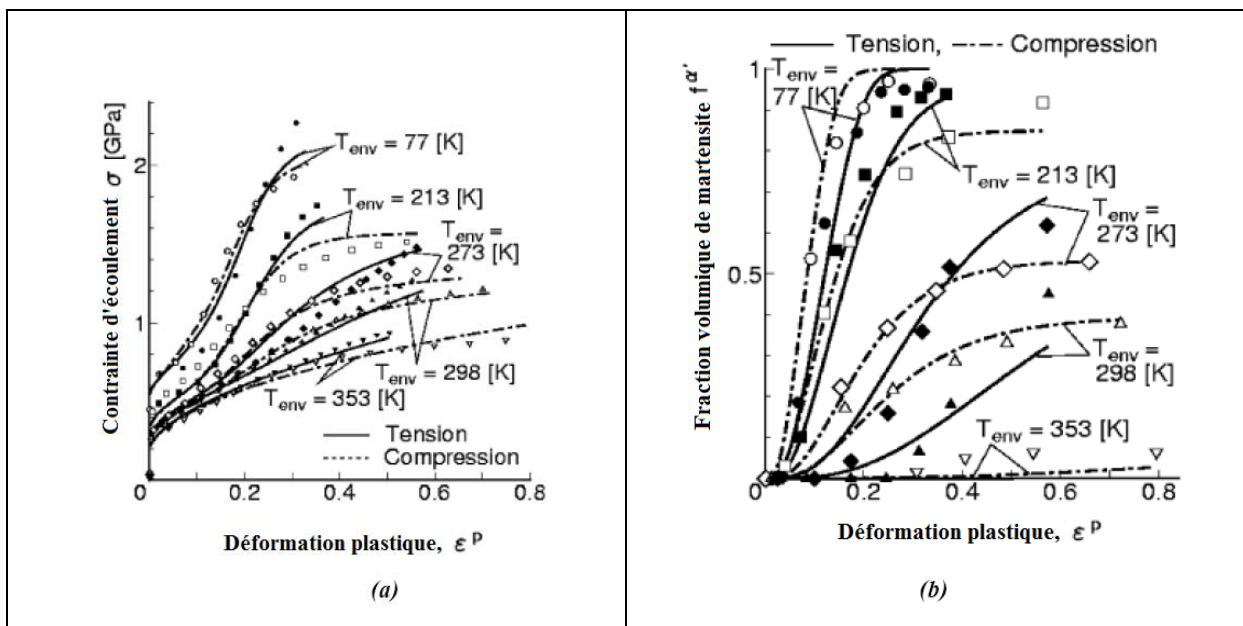 Contrainte d'écoulement σ [GPa]
2
1
0
0
0.2
0.4
0.6
0.8
T_env = 77 [K]
T_env = 213 [K]
T_env
= 273 [K]
T_env = 298 [K]
T_env = 353 [K]
Tension
Compression
Déformation plastique, ε^p
(a)
Tension, Compression
Fraction volumique de martensite f^α'
1
0.5
0
0
0.2
0.4
0.6
0.8
T_env =
77 [K]
T_env
= 213 [K]
T_env
= 273 [K]
T_env =
298 [K]
T_env = 353 [K]
Déformation plastique, ε^p
(b)